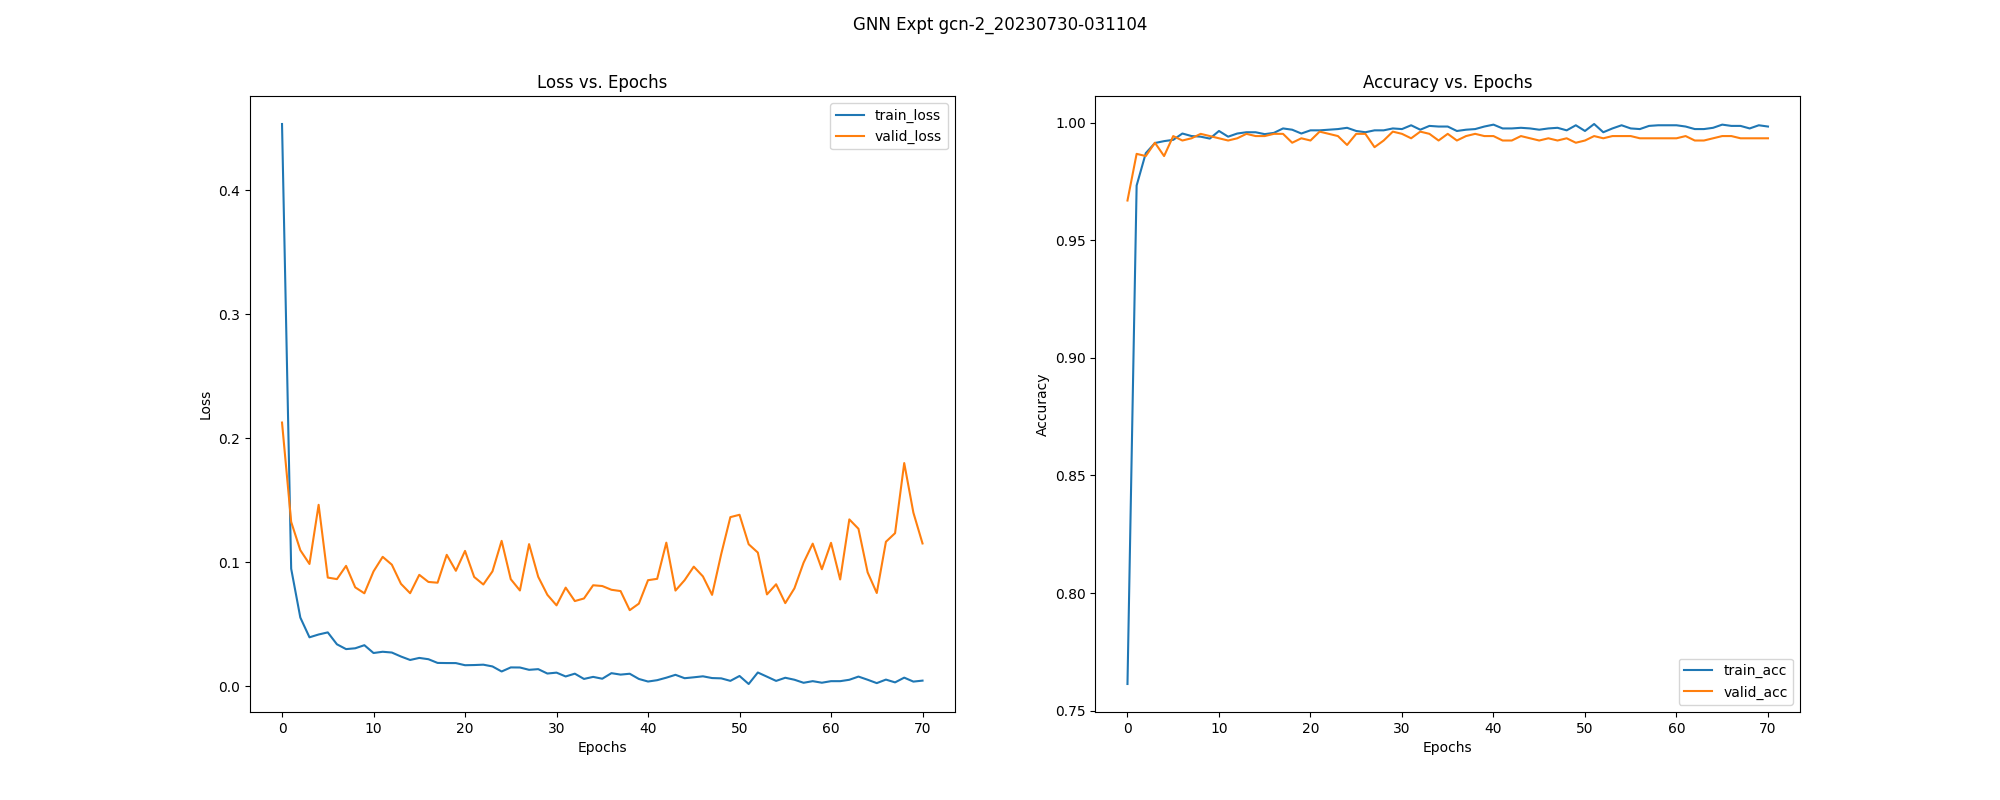 GNN Expt gcn-2_20230730-031104
Loss vs. Epochs
train_loss
valid_loss
0.4
0.3
0.2
0.1
0.0
Loss
0 10 20 30 40 50 60 70
Epochs
Accuracy vs. Epochs
1.00
0.95
0.90
0.85
0.80
0.75
Accuracy
train_acc
valid_acc
0 10 20 30 40 50 60 70
Epochs